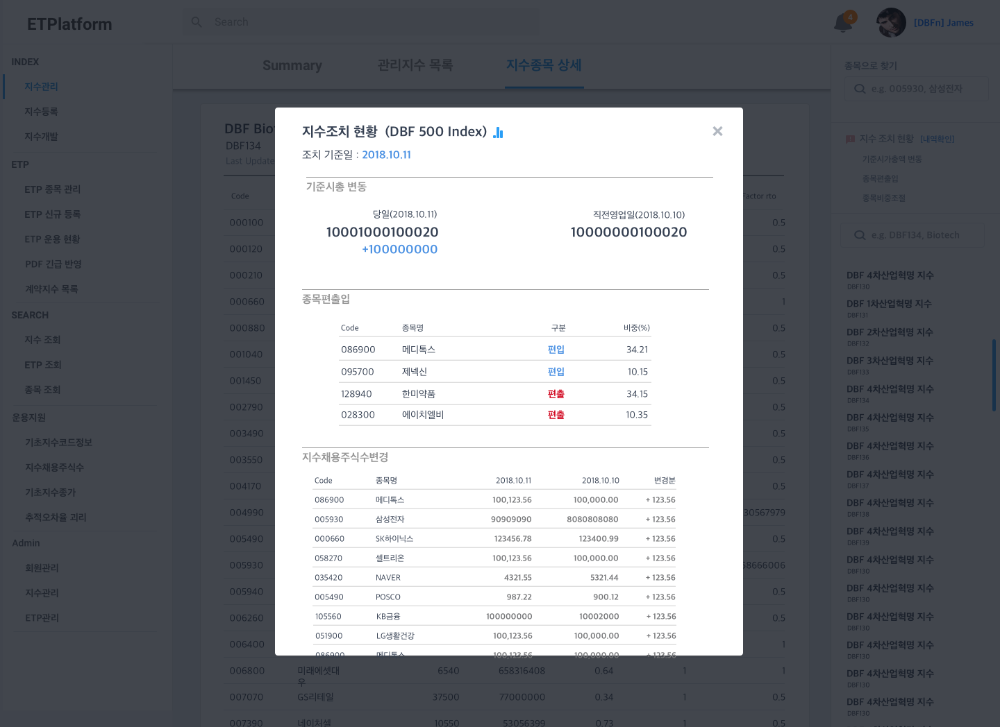 ETPlatform
Search
4
[DBFn] James
INDEX
지수관리
지수등록
지수개발
ETP
ETP 종목 관리
ETP 신규 등록
ETP 운용 현황
PDF 긴급 반영
계약지수 목록
SEARCH
지수 조회
ETP 조회
종목 조회
운용지원
기초지수코드정보
지수채용주식수
기초지수종가
추적오차율 괴리
Admin
회원관리
지수관리
ETP관리
Summary
관리지수 목록
지수종목 상세
DBF Bio
DBF134
Last Update
Code
Factor rto
000100 0.5
000120 0.5
000210 0.5
000660 1
000880 0.5
001040 0.5
001450 0.5
002790 0.5
003490 0.5
003550 0.5
004170 0.5
004990 30567979
005490 0.5
005930 58666006
005940 0.5
006260 0.5
006400 1
006800 미래에셋대우 6540 658316408 0.64 1 1
007070 GS리테일 37500 77000000 0.34 1 0.5
007390 네이처셀 10550 53056399 0.73 1 0.5
지수조치 현황 (DBF 500 Index)
조치 기준일 : 2018.10.11
기준시총 변동
당일(2018.10.11) 직전영업일(2018.10.10)
10001000100020 10000000100020
+100000000
종목편출입
Code 종목명 구분 비중(%)
086900 메디톡스 편입 34.21
095700 제넥신 편입 10.15
128940 한미약품 편출 34.15
028300 에이치엘비 편출 10.35
지수채용주식수변경
Code 종목명 2018.10.11 2018.10.10 변경분
086900 메디톡스 100,123.56 100,000.00 + 123.56
005930 삼성전자 90909090 8080808080 + 123.56
000660 SK하이닉스 123456.78 123400.99 + 123.56
058270 셀트리온 100,123.56 100,000.00 + 123.56
035420 NAVER 4321.55 5321.44 + 123.56
005490 POSCO 987.22 900.12 + 123.56
105560 KB금융 100000000 10002000 + 123.56
051900 LG생활건강 100,123.56 100,000.00 + 123.56
086900 메디톡스 100,123.56 100,000.00 + 123.56
종목으로 찾기
e.g. 005930, 삼성전자
지수 조치 현황 [내역확인]
기준시가총액 변동
종목편출입
종목비중조절
e.g. DBF134, Biotech
DBF 4차산업혁명 지수
DBF130
DBF 1차산업혁명 지수
DBF131
DBF 2차산업혁명 지수
DBF132
DBF 3차산업혁명 지수
DBF133
DBF 4차산업혁명 지수
DBF134
DBF 4차산업혁명 지수
DBF135
DBF 4차산업혁명 지수
DBF136
DBF 4차산업혁명 지수
DBF137
DBF 4차산업혁명 지수
DBF138
DBF 4차산업혁명 지수
DBF139
DBF 4차산업혁명 지수
DBF130
DBF 4차산업혁명 지수
DBF130
DBF 4차산업혁명 지수
DBF130
DBF 4차산업혁명 지수
DBF130
DBF 4차산업혁명 지수
DBF130
DBF 4차산업혁명 지수
DBF130